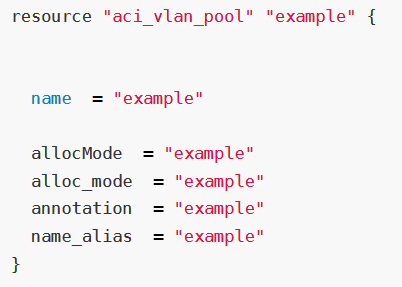 resource "aci_vlan_pool" "example" {
name = "example"
allocMode = "example"
alloc_mode = "example"
annotation = "example"
name_alias = "example"
}